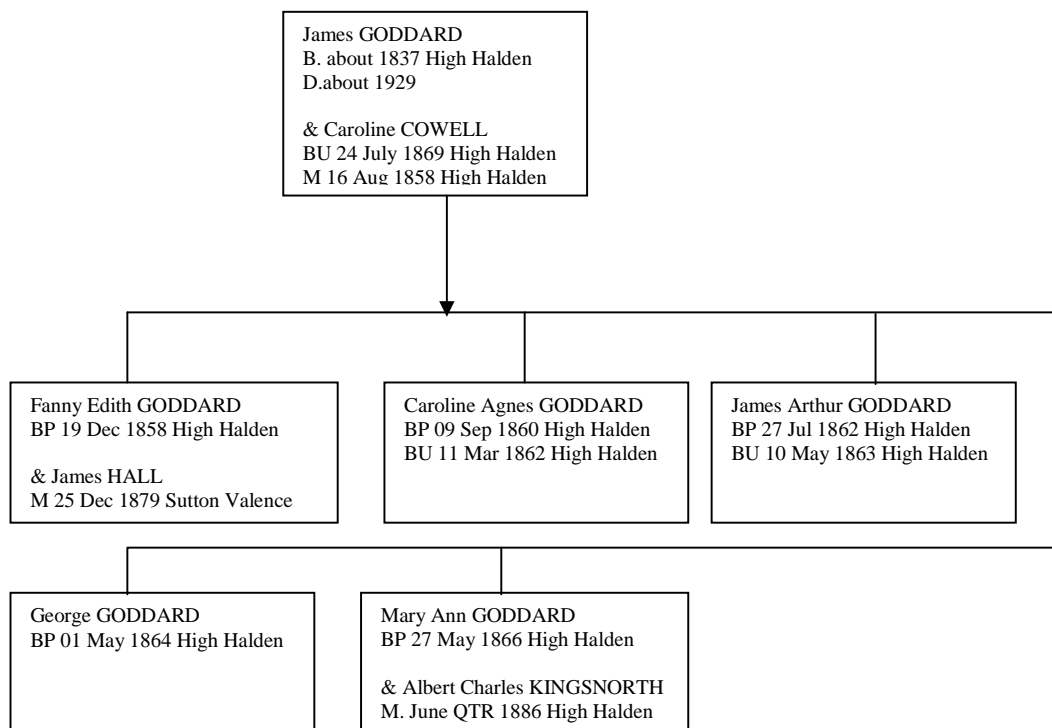 James GODDARD
B. about 1837 High Halden
D.about 1929
& Caroline COWELL
BU 24 July 1869 High Halden
M 16 Aug 1858 High Halden
Fanny Edith GODDARD
BP 19 Dec 1858 High Halden
& James HALL
M 25 Dec 1879 Sutton Valence
Caroline Agnes GODDARD
BP 09 Sep 1860 High Halden
BU 11 Mar 1862 High Halden
James Arthur GODDARD
BP 27 Jul 1862 High Halden
BU 10 May 1863 High Halden
George GODDARD
BP 01 May 1864 High Halden
Mary Ann GODDARD
BP 27 May 1866 High Halden
& Albert Charles KINGSNORTH
M. June QTR 1886 High Halden